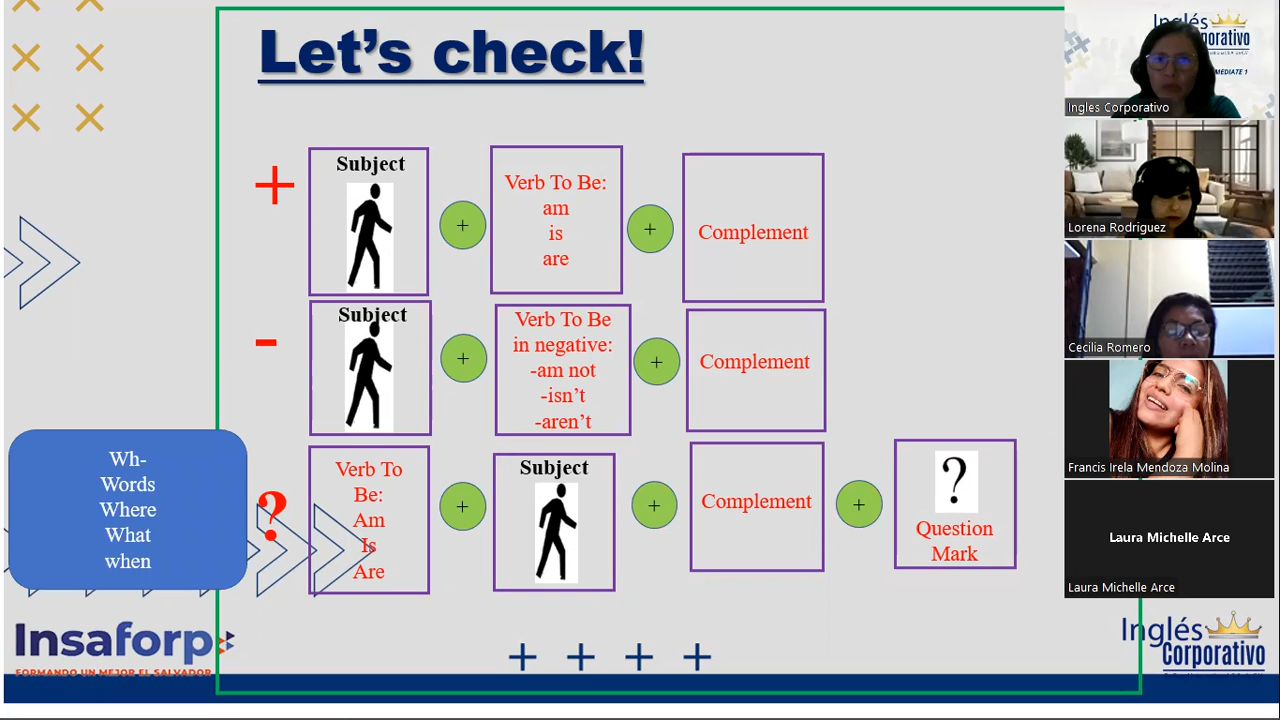 Let's check!
+
Subject
+
Verb To Be:
am
is
are
+
Complement
-
Subject
+
Verb To Be
in negative:
-am not
-isn't
-aren't
+
Complement
Wh-
Words
Where
What
when
?
Verb To
Be:
Am
Is
Are
+
Subject
+
Complement
+
?
Question
Mark
Insaforp
FORMANDO UN MEJOR EL SALVADOR
+ + + +
Inglés
Corporativo
Inglés
orporativo
MEDIATE 1
Ingles Corporativo
Lorena Rodriguez
Cecilia Romero
Francis Irela Mendoza Molina
Laura Michelle Arce
Laura Michelle Arce